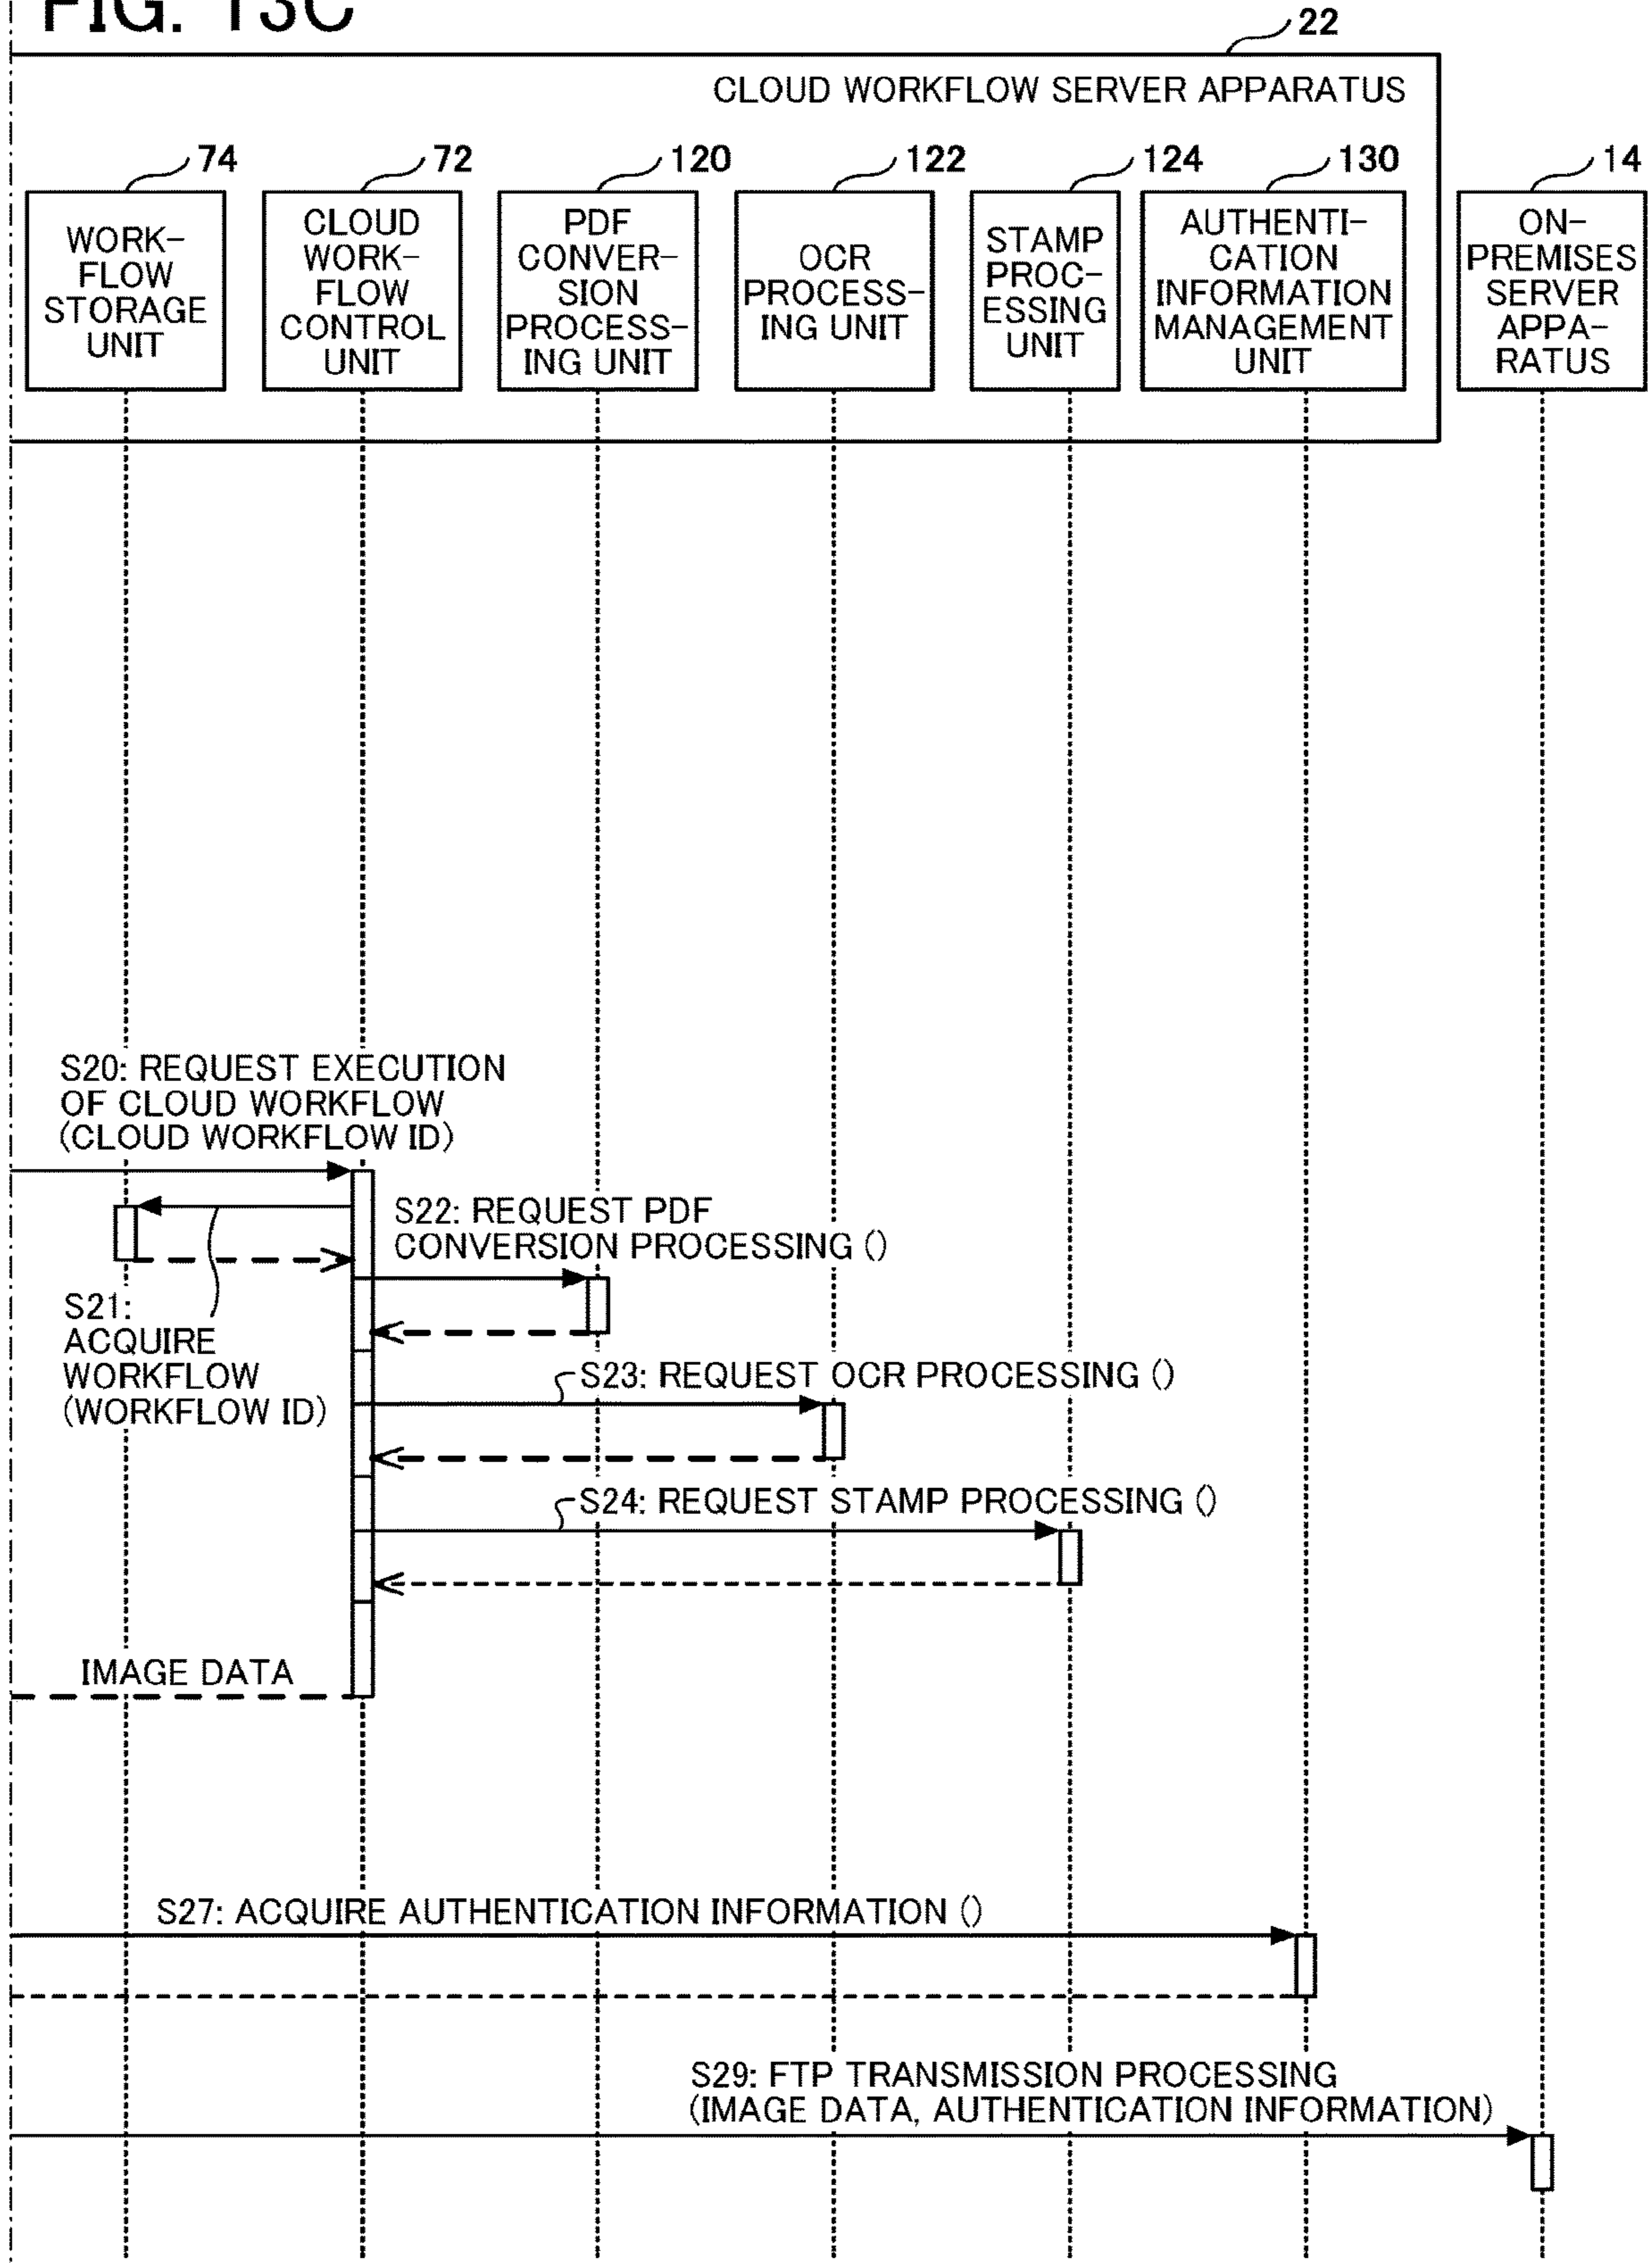 FIG. 13C
22
CLOUD WORKFLOW SERVER APPARATUS
74
72
120
122
124
130
14
WORK-
FLOW
STORAGE
UNIT
CLOUD
WORK-
FLOW
CONTROL
UNIT
PDF
CONVER-
SION
PROCESS-
ING UNIT
OCR
PROCESS-
ING UNIT
STAMP
PROC-
ESSING
UNIT
AUTHENTI-
CATION
INFORMATION
MANAGEMENT
UNIT
ON-
PREMISES
SERVER
APPA-
RATUS
S20: REQUEST EXECUTION
OF CLOUD WORKFLOW
(CLOUD WORKFLOW ID)
S22: REQUEST PDF
CONVERSION PROCESSING ()
S21:
ACQUIRE
WORKFLOW
(WORKFLOW ID)
S23: REQUEST OCR PROCESSING ()
S24: REQUEST STAMP PROCESSING ()
IMAGE DATA
S27: ACQUIRE AUTHENTICATION INFORMATION ()
S29: FTP TRANSMISSION PROCESSING
(IMAGE DATA, AUTHENTICATION INFORMATION)